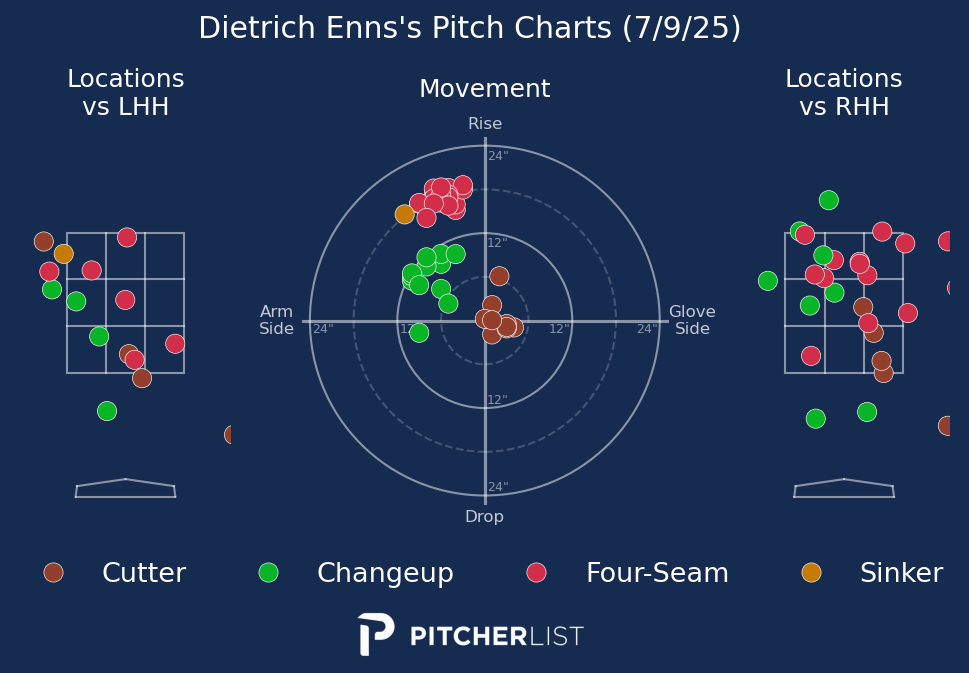 Dietrich Enns's Pitch Charts (7/9/25)
Locations
vs LHH
Movement
Locations
vs RHH
Rise
24"
12"
Arm
Side
24"
12"
12"
24"
Glove
Side
12"
24"
Drop
Cutter
Changeup
Four-Seam
Sinker
PITCHERLIST